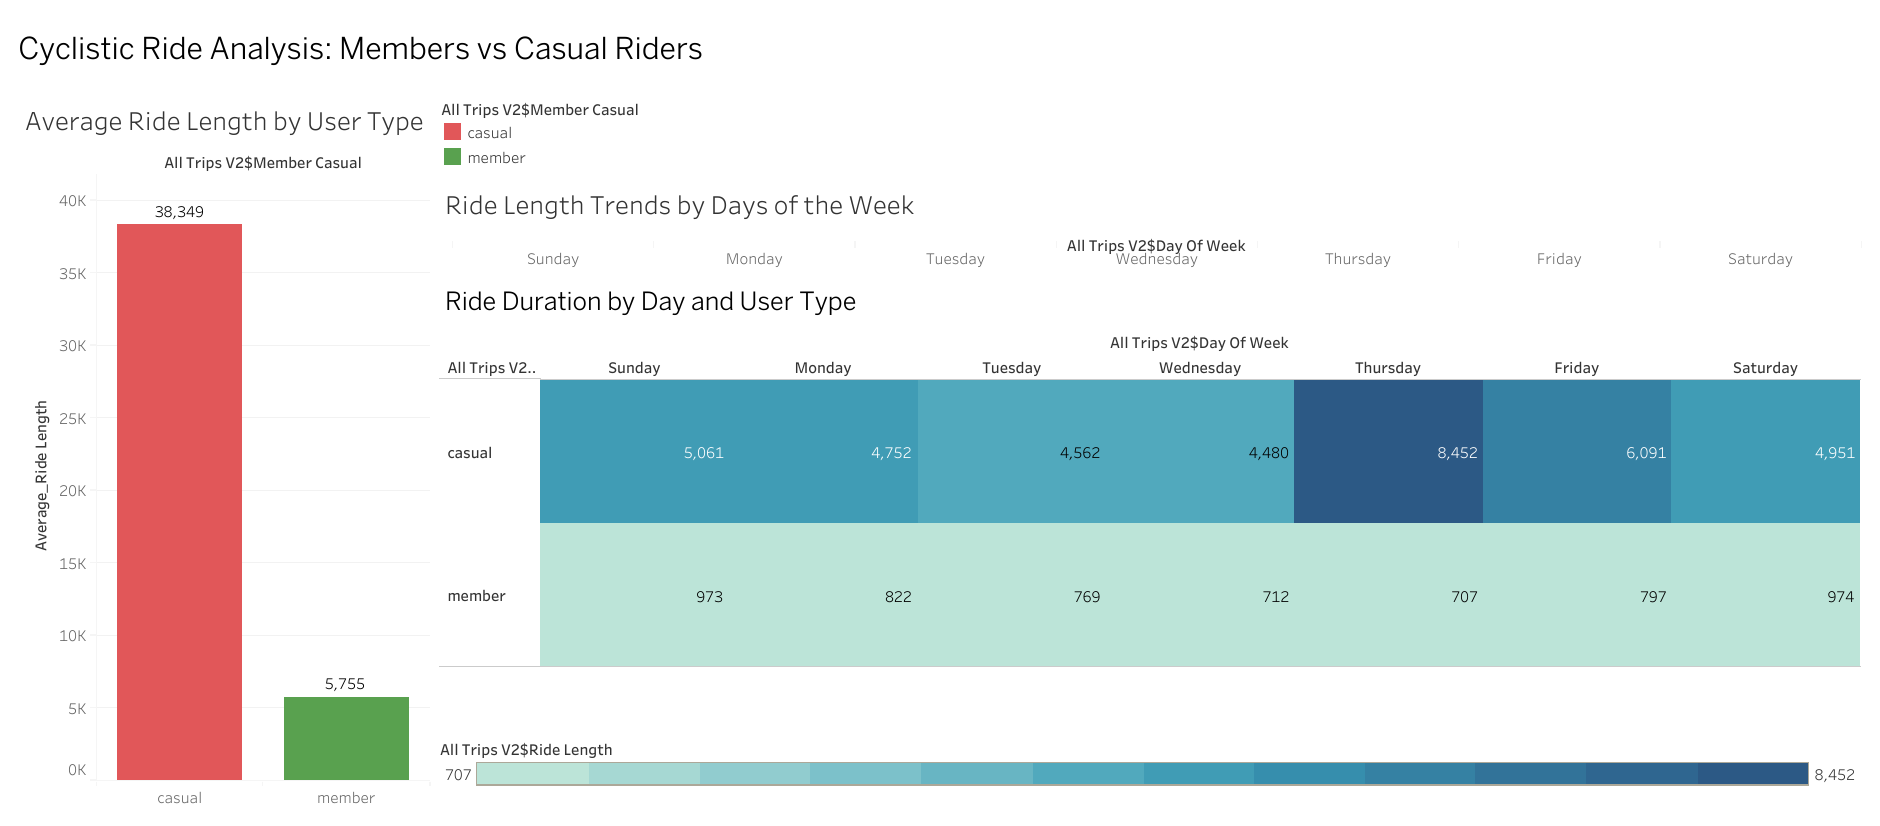 Cyclistic Ride Analysis: Members vs Casual Riders
Average Ride Length by User Type
All Trips V2$Member Casual
40K
35K
30K
25K
20K
15K
10K
5K
0K
Average_Ride Length
38,349
5,755
casual
member
All Trips V2$Member Casual
casual
member
Ride Length Trends by Days of the Week
All Trips V2$Day Of Week
Sunday Monday Tuesday Wednesday Thursday Friday Saturday
Ride Duration by Day and User Type
All Trips V2$Day Of Week
All Trips V2.. Sunday Monday Tuesday Wednesday Thursday Friday Saturday
casual 5,061 4,752 4,562 4,480 8,452 6,091 4,951
member 973 822 769 712 707 797 974
All Trips V2$Ride Length
707 8,452